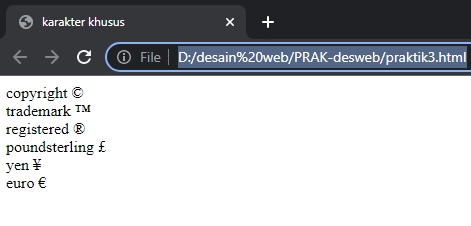 karakter khusus
File D:/desain%20web/PRAK-desweb/praktik3.html
copyright ©
trademark ™
registered ®
poundsterling £
yen ¥
euro €